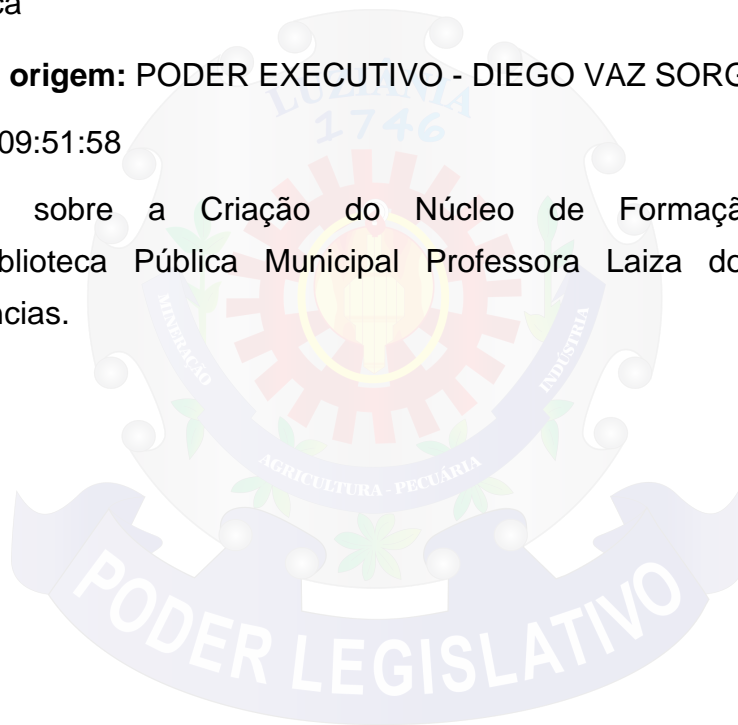 ca
origem: PODER EXECUTIVO - DIEGO VAZ SORG
09:51:58
sobre a Criação do Núcleo de Formaçã
blioteca Pública Municipal Professora Laiza do
ncias.
LUZIÂNIA
1746
MINERAÇÃO
INDÚSTRIA
AGRICULTURA - PECUÁRIA
PODER LEGISLATIVO